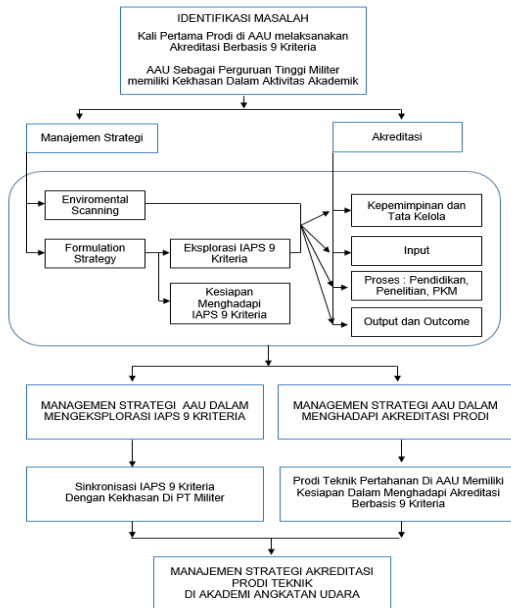 IDENTIFIKASI MASALAH
Kali Pertama Prodi di AAU melaksanakan
Akreditasi Berbasis 9 Kriteria
AAU Sebagai Perguruan Tinggi Militer
memiliki Kekhasan Dalam Aktivitas Akademik
Manajemen Strategi
Akreditasi
Enviromental
Scanning
Formulation
Strategy
Eksplorasi IAPS 9
Kriteria
Kesiapan
Menghadapi
IAPS 9 Kriteria
Kepemimpinan dan
Tata Kelola
Input
Proses : Pendidikan,
Penelitian, PKM
Output dan Outcome
MANAGEMEN STRATEGI AAU DALAM
MENGEKSPLORASI IAPS 9 KRITERIA
MANAGEMEN STRATEGI AAU DALAM
MENGHADAPI AKREDITASI PRODI
Sinkronisasi IAPS 9 Kriteria
Dengan Kekhasan Di PT Militer
Prodi Teknik Pertahanan Di AAU Memiliki
Kesiapan Dalam Menghadapi Akreditasi
Berbasis 9 Kriteria
MANAJEMEN STRATEGI AKREDITASI
PRODI TEKNIK
DI AKADEMI ANGKATAN UDARA